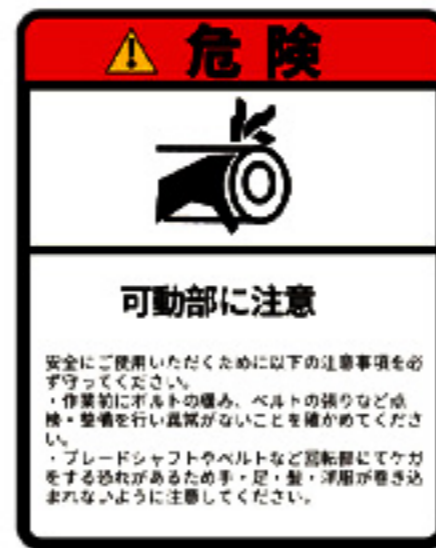 危険
可動部に注意
安全にご使用いただくために以下の注意事項を必
ず守ってください。
・作業前にボルトの緩み、ベルトの張りなど点
検・整備を行い異常がないことを確かめてくださ
い。
・ブレードシャフトやベルトなど回転部にてケガ
をする恐れがあるため手・足・髪・洋服が巻き込
まれないように注意してください。